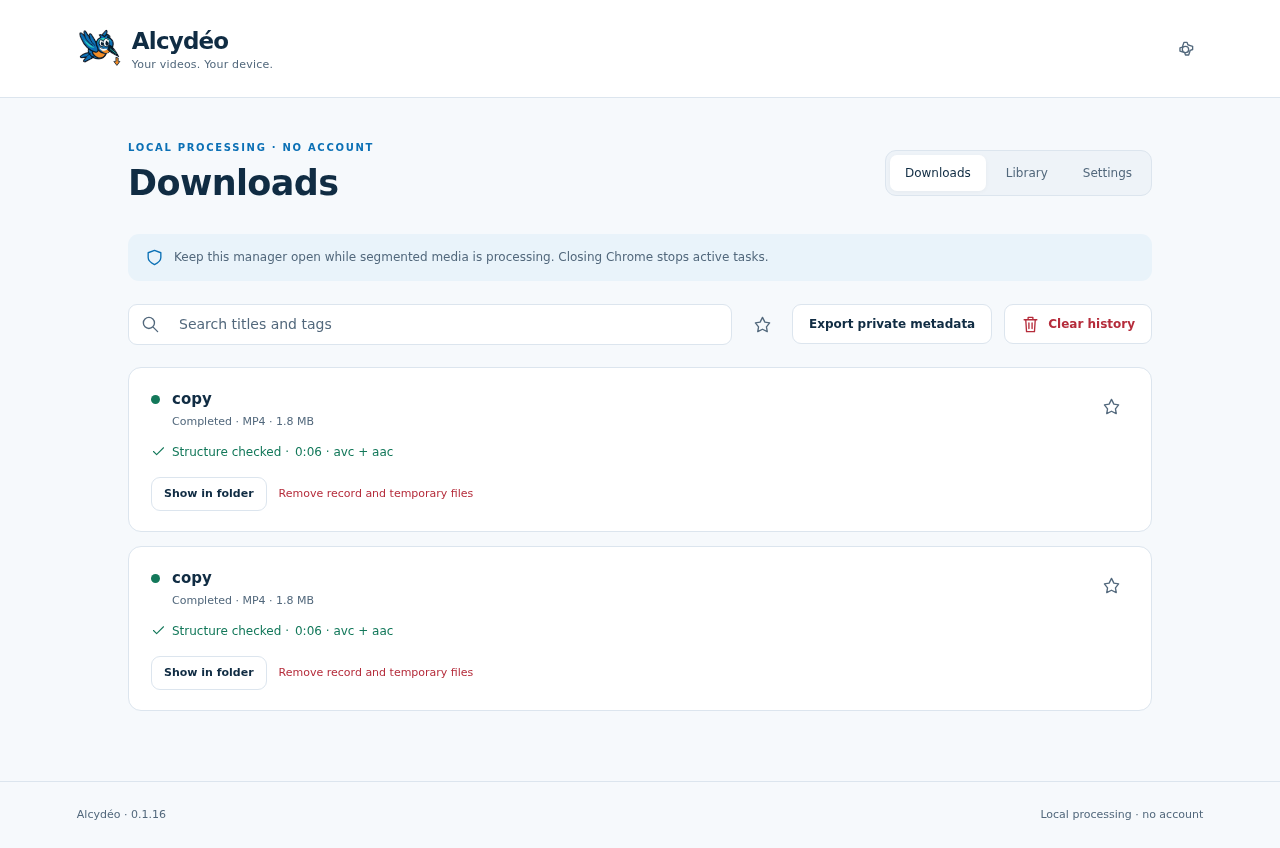 Alcydéo
Your videos. Your device.
LOCAL PROCESSING · NO ACCOUNT
Downloads
Downloads
Library
Settings
Keep this manager open while segmented media is processing. Closing Chrome stops active tasks.
Search titles and tags
Export private metadata
Clear history
copy
Completed · MP4 · 1.8 MB
Structure checked · 0:06 · avc + aac
Show in folder
Remove record and temporary files
copy
Completed · MP4 · 1.8 MB
Structure checked · 0:06 · avc + aac
Show in folder
Remove record and temporary files
Alcydéo · 0.1.16
Local processing · no account